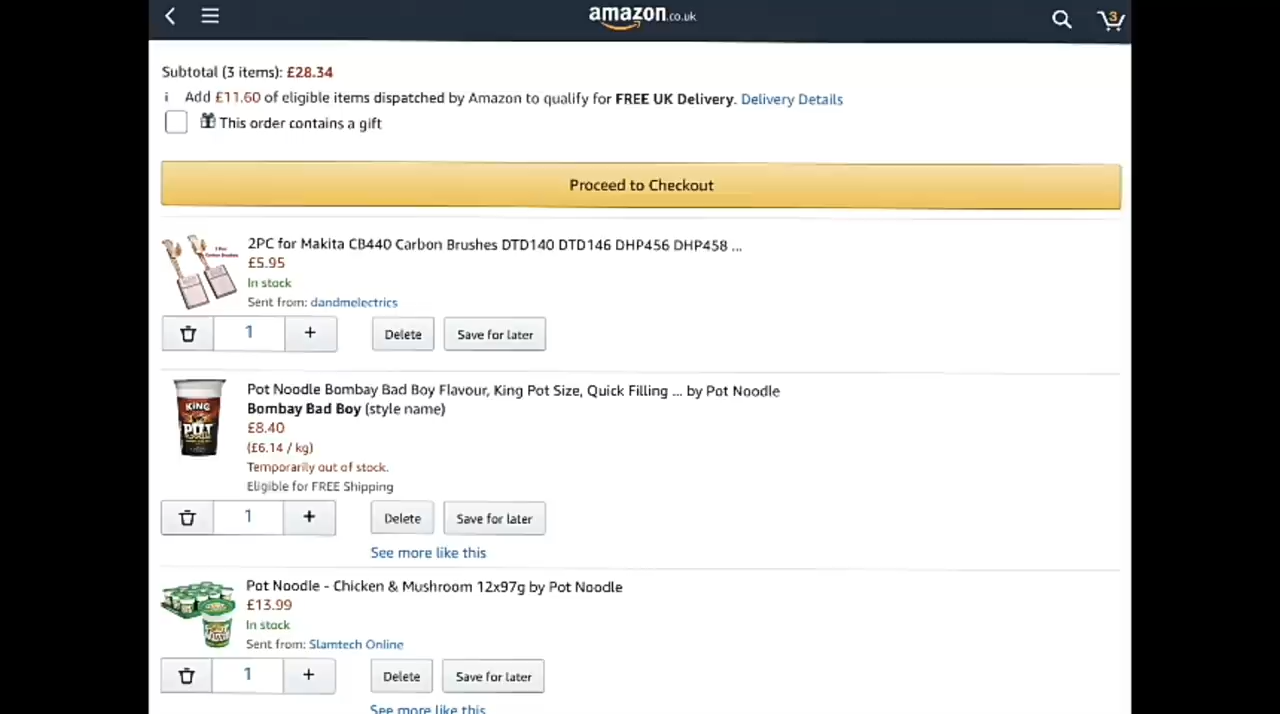 amazon.co.uk
3
Subtotal (3 items): £28.34
i Add £11.60 of eligible items dispatched by Amazon to qualify for FREE UK Delivery. Delivery Details
This order contains a gift
Proceed to Checkout
2PC for Makita CB440 Carbon Brushes DTD140 DTD146 DHP456 DHP458 ...
£5.95
In stock
Sent from: dandmelectrics
1 + Delete Save for later
Pot Noodle Bombay Bad Boy Flavour, King Pot Size, Quick Filling ... by Pot Noodle
Bombay Bad Boy (style name)
£8.40
(£6.14 / kg)
Temporarily out of stock.
Eligible for FREE Shipping
KING
POT
1 + Delete Save for later
See more like this
Pot Noodle - Chicken & Mushroom 12x97g by Pot Noodle
£13.99
In stock
Sent from: Slamtech Online
1 + Delete Save for later
See more like this